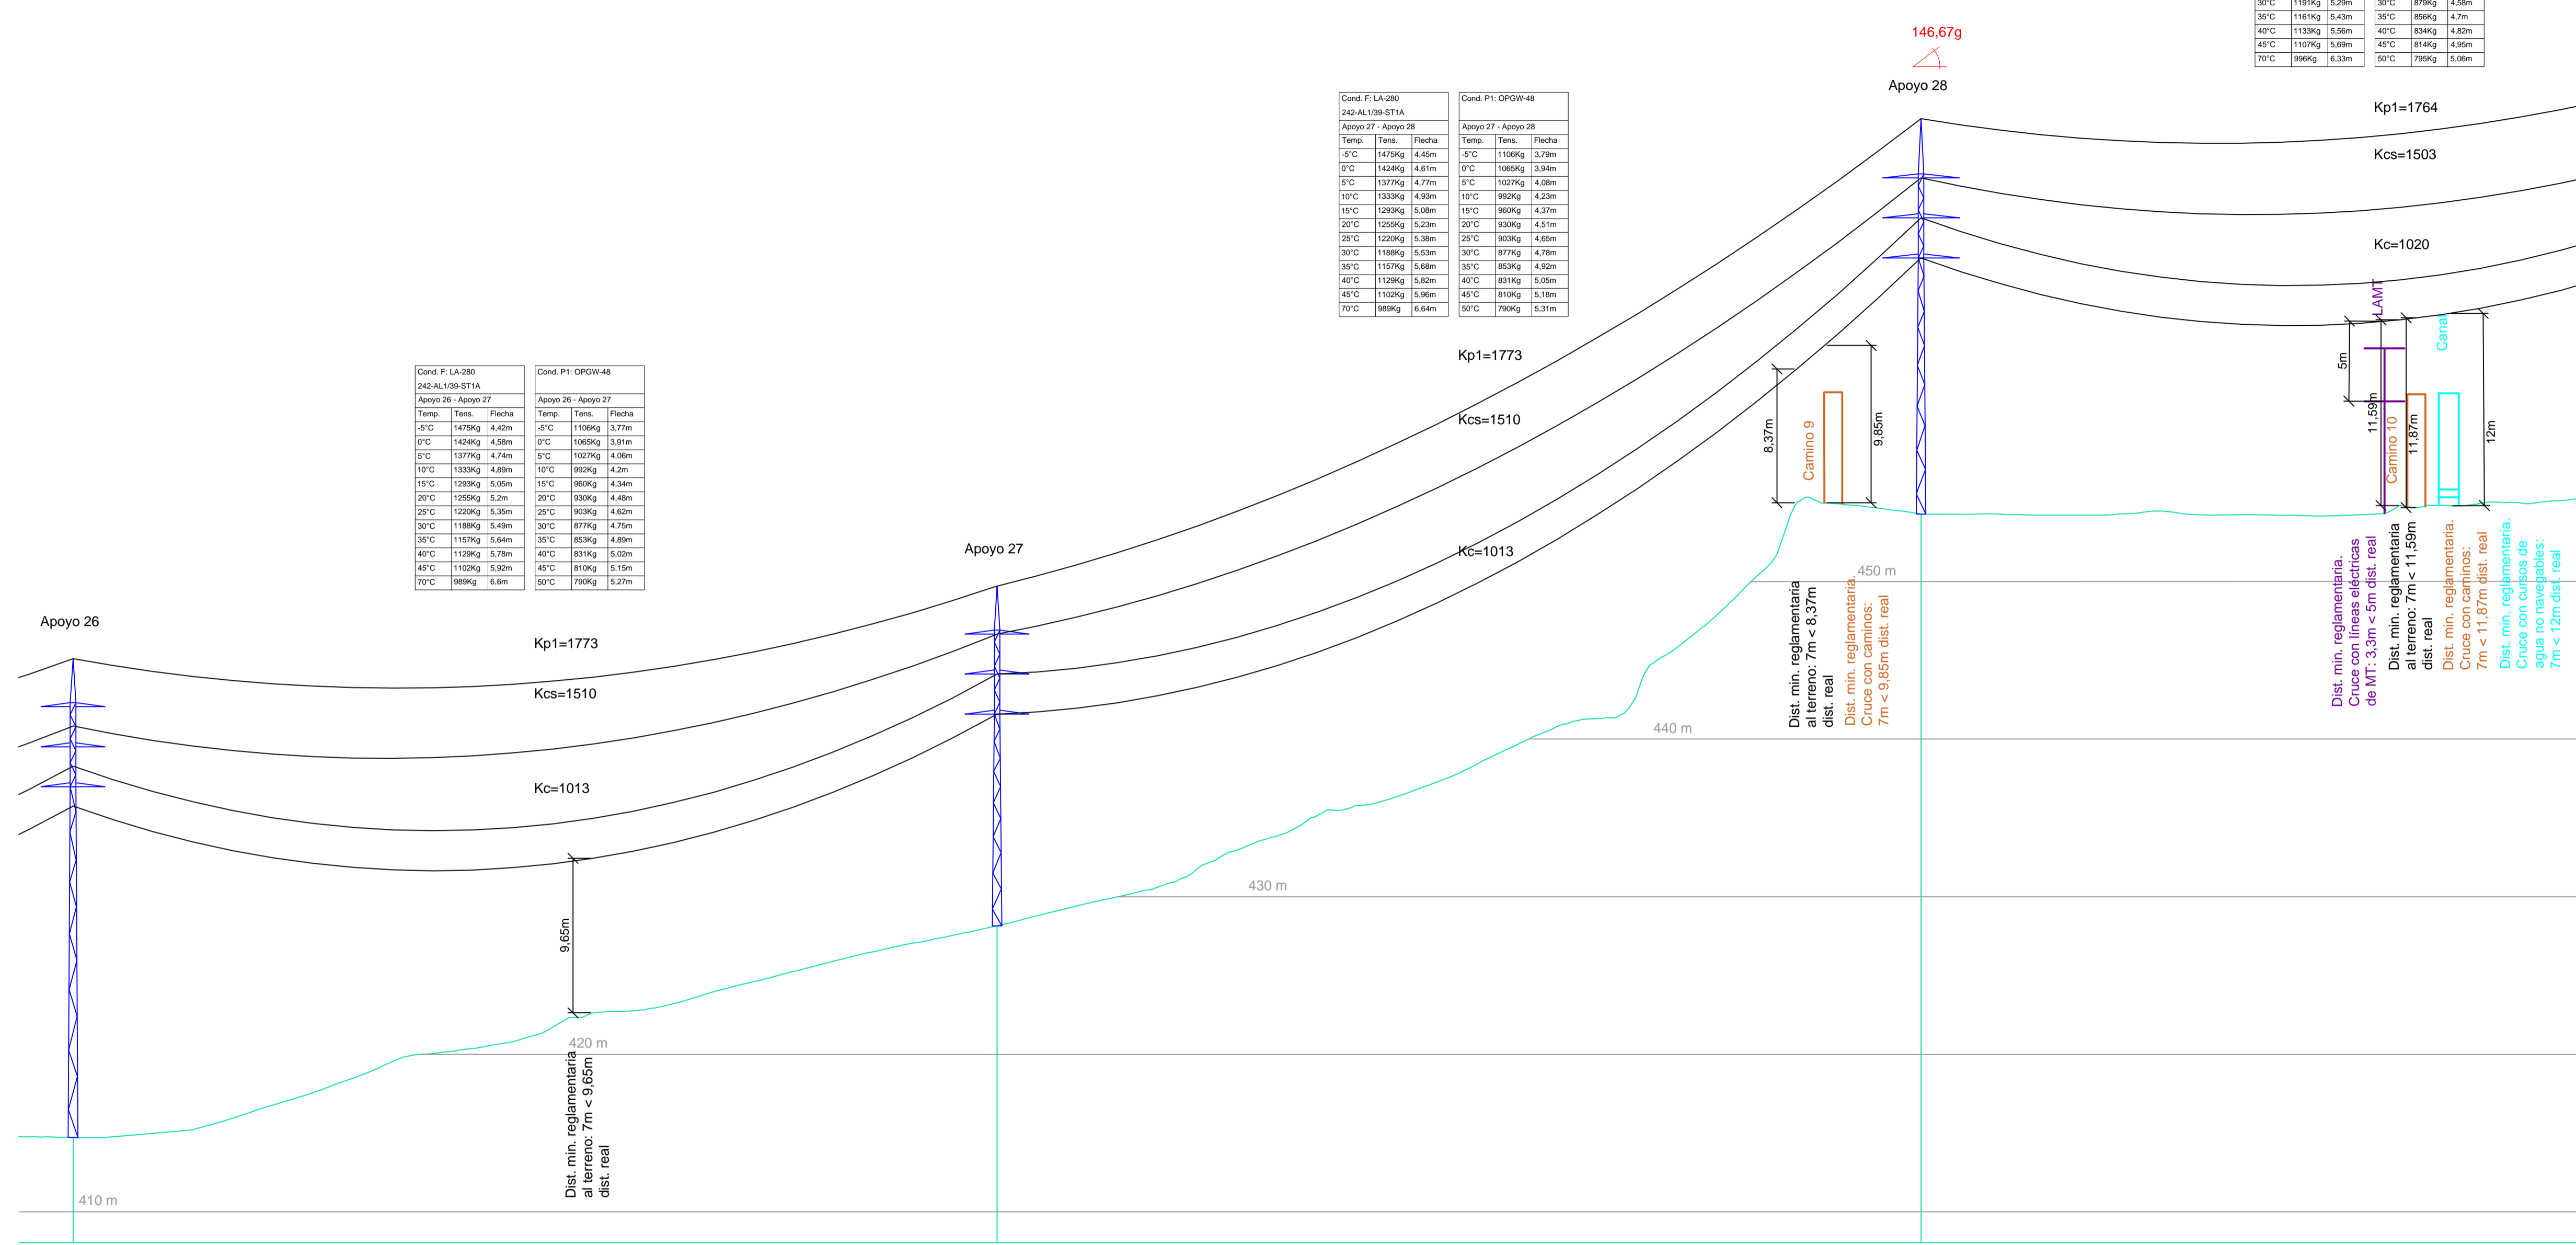 30°C 1191Kg 5,29m
35°C 1161Kg 5,43m
40°C 1133Kg 5,56m
45°C 1107Kg 5,69m
70°C 996Kg 6,33m
30°C 879Kg 4,58m
35°C 856Kg 4,7m
40°C 834Kg 4,82m
45°C 814Kg 4,95m
50°C 795Kg 5,06m
146,67g
Apoyo 28
Kp1=1764
Kcs=1503
Kc=1020
Cond. F: LA-280
242-AL1/39-ST1A
Apoyo 27 - Apoyo 28
Temp. Tens. Flecha
-5°C 1475Kg 4,45m
0°C 1424Kg 4,61m
5°C 1377Kg 4,77m
10°C 1333Kg 4,93m
15°C 1293Kg 5,08m
20°C 1255Kg 5,23m
25°C 1220Kg 5,38m
30°C 1188Kg 5,53m
35°C 1157Kg 5,68m
40°C 1129Kg 5,82m
45°C 1102Kg 5,96m
70°C 989Kg 6,64m
Cond. P1: OPGW-48
Apoyo 27 - Apoyo 28
Temp. Tens. Flecha
-5°C 1106Kg 3,79m
0°C 1065Kg 3,94m
5°C 1027Kg 4,08m
10°C 992Kg 4,23m
15°C 960Kg 4,37m
20°C 930Kg 4,51m
25°C 903Kg 4,65m
30°C 877Kg 4,78m
35°C 853Kg 4,92m
40°C 831Kg 5,05m
45°C 810Kg 5,18m
50°C 790Kg 5,31m
Kp1=1773
Kcs=1510
Kc=1013
Cond. F: LA-280
242-AL1/39-ST1A
Apoyo 26 - Apoyo 27
Temp. Tens. Flecha
-5°C 1475Kg 4,42m
0°C 1424Kg 4,58m
5°C 1377Kg 4,74m
10°C 1333Kg 4,89m
15°C 1293Kg 5,05m
20°C 1255Kg 5,2m
25°C 1220Kg 5,35m
30°C 1188Kg 5,49m
35°C 1157Kg 5,64m
40°C 1129Kg 5,78m
45°C 1102Kg 5,92m
70°C 989Kg 6,6m
Cond. P1: OPGW-48
Apoyo 26 - Apoyo 27
Temp. Tens. Flecha
-5°C 1106Kg 3,77m
0°C 1065Kg 3,91m
5°C 1027Kg 4,06m
10°C 992Kg 4,2m
15°C 960Kg 4,34m
20°C 930Kg 4,48m
25°C 903Kg 4,62m
30°C 877Kg 4,75m
35°C 853Kg 4,89m
40°C 831Kg 5,02m
45°C 810Kg 5,15m
50°C 790Kg 5,27m
Apoyo 26
Apoyo 27
Kp1=1773
Kcs=1510
Kc=1013
9,65m
Dist. min. reglamentaria
al terreno: 7m < 9,65m
dist. real
8,37m
Camino 9
9,85m
Dist. min. reglamentaria
al terreno: 7m < 8,37m
dist. real
Dist. min. reglamentaria.
Cruce con caminos:
7m < 9,85m dist. real
5m
LAMT
11,59m
Camino 10
11,87m
Canal
12m
Dist. min. reglamentaria.
Cruce con líneas eléctricas
de MT: 3,3m < 5m dist. real
Dist. min. reglamentaria
al terreno: 7m < 11,59m
dist. real
Dist. min. reglamentaria.
Cruce con caminos:
7m < 11,87m dist. real
Dist. min. reglamentaria.
Cruce con cursos de
agua no navegables:
7m < 12m dist. real
450 m
440 m
430 m
420 m
410 m